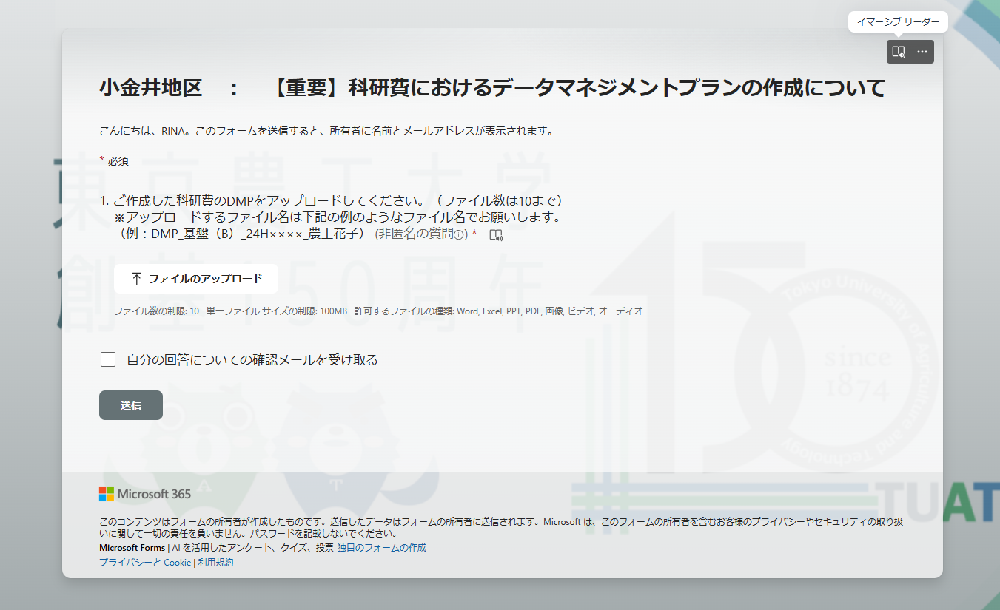 イマーシブ リーダー
小金井地区　：　【重要】科研費におけるデータマネジメントプランの作成について
こんにちは、RINA。このフォームを送信すると、所有者に名前とメールアドレスが表示されます。
* 必須
東京農工大学
創基150周年
1. ご作成した科研費のDMPをアップロードしてください。（ファイル数は10まで）
※アップロードするファイル名は下記の例のようなファイル名でお願いします。
（例：DMP_基盤（B）_24H××××_農工花子） (非匿名の質問) *
ファイルのアップロード
ファイル数の制限: 10 単一ファイル サイズの制限: 100MB 許可するファイルの種類: Word, Excel, PPT, PDF, 画像, ビデオ, オーディオ
自分の回答についての確認メールを受け取る
送信
150
Tokyo University of Agriculture and Technology
since
1874
A
T
TUAT
Microsoft 365
このコンテンツはフォームの所有者が作成したものです。送信したデータはフォームの所有者に送信されます。Microsoft は、このフォームの所有者を含むお客様のプライバシーやセキュリティの取り扱
いに関して一切の責任を負いません。パスワードを記載しないでください。
Microsoft Forms | AI を活用したアンケート、クイズ、投票 独自のフォームの作成
プライバシーと Cookie | 利用規約